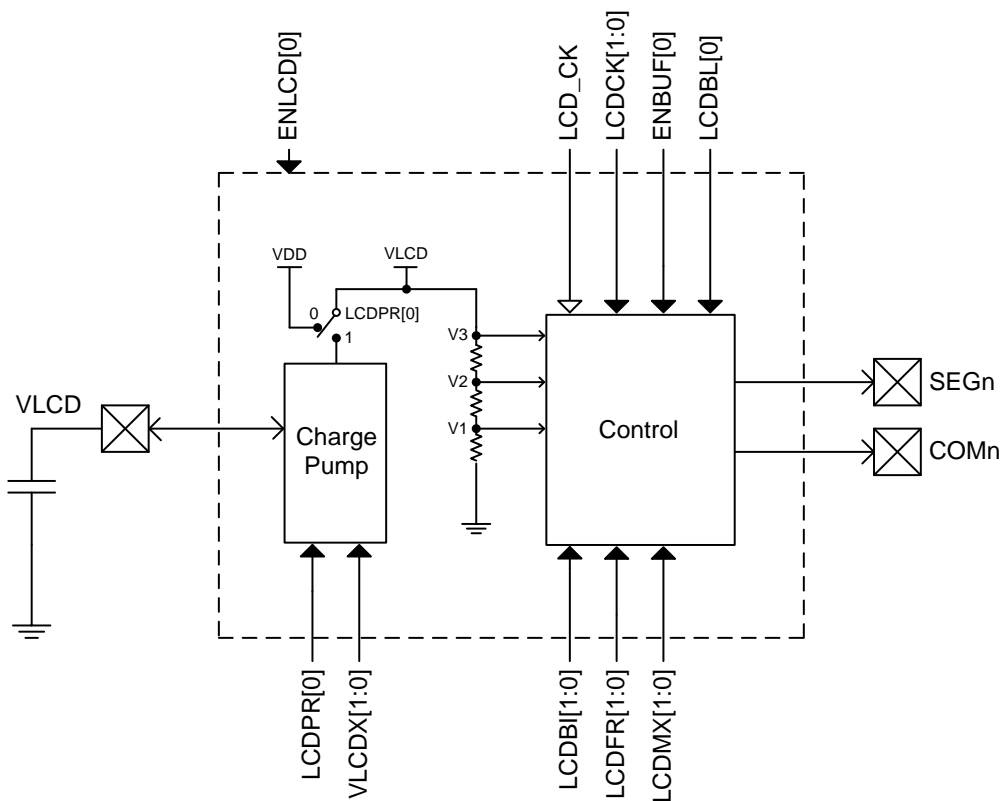 ENLCD[0]
LCD_CK
LCDCK[1:0]
ENBUF[0]
LCDBL[0]
VDD
VLCD
0
LCDPR[0]
1
V3
V2
V1
VLCD
Charge
Pump
Control
SEGn
COMn
LCDPR[0]
VLCDX[1:0]
LCDBI[1:0]
LCDFR[1:0]
LCDMX[1:0]